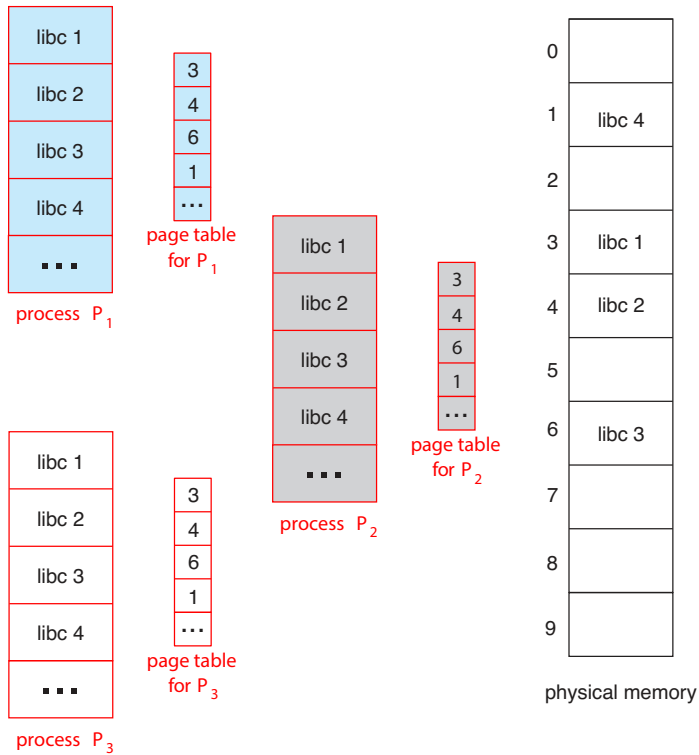 libc 1
libc 2
libc 3
libc 4
...
process P1
3
4
6
1
...
page table
for P1
libc 1
libc 2
libc 3
libc 4
...
process P2
3
4
6
1
...
page table
for P2
libc 1
libc 2
libc 3
libc 4
...
process P3
3
4
6
1
...
page table
for P3
0
1 libc 4
2
3 libc 1
4 libc 2
5
6 libc 3
7
8
9
physical memory